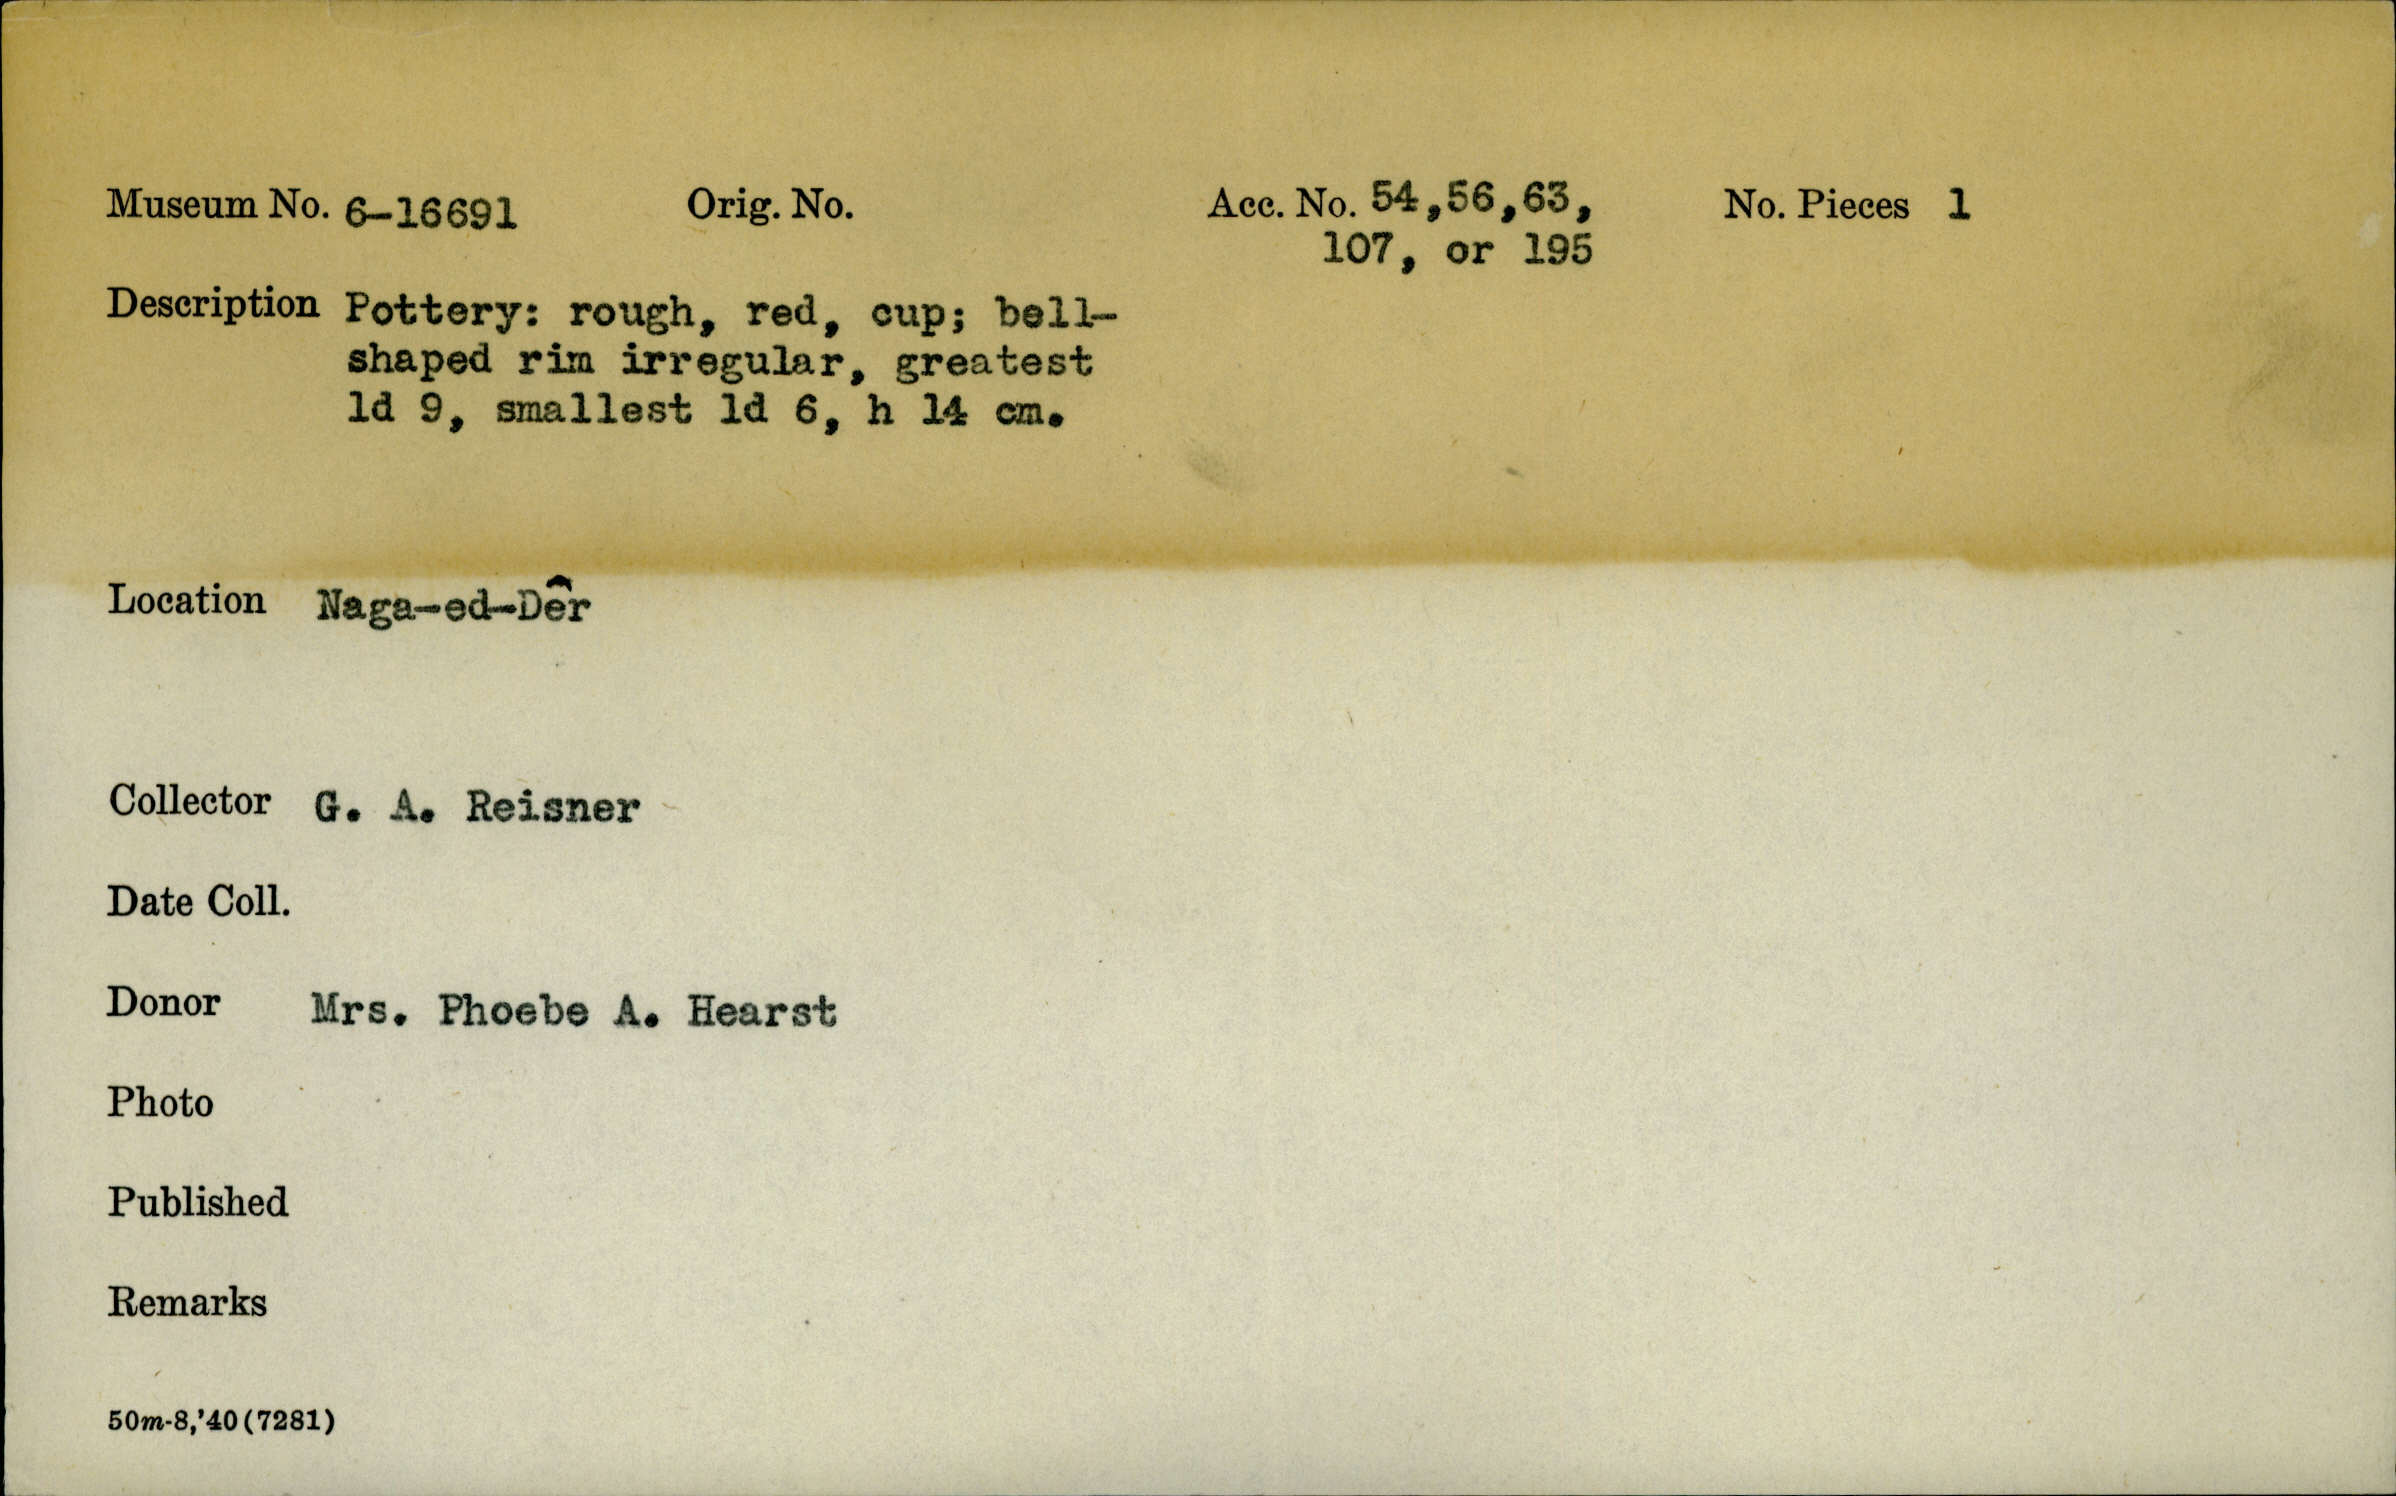 Museum No. 6-16691 Orig. No. Acc. No. 54,56,63, No. Pieces 1
107, or 195
Description Pottery: rough, red, cup; bell-
shaped rim irregular, greatest
ld 9, smallest ld 6, h 14 cm.
Location Naga-ed-Dêr
Collector G. A. Reisner
Date Coll.
Donor Mrs. Phoebe A. Hearst
Photo
Published
Remarks
50m-8,'40(7281)